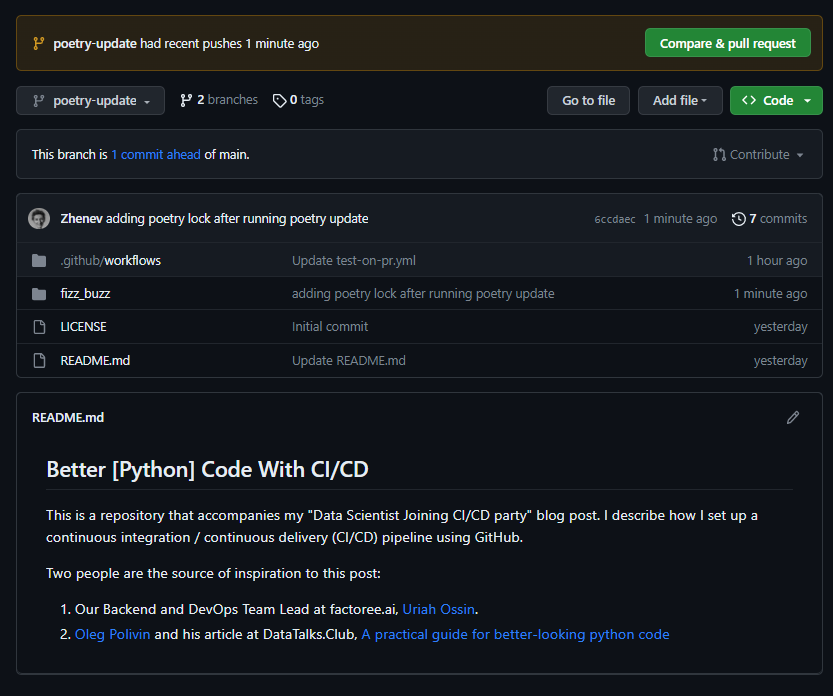 poetry-update had recent pushes 1 minute ago
Compare & pull request
poetry-update
2 branches
0 tags
Go to file
Add file
<> Code
This branch is 1 commit ahead of main.
Contribute
Zhenev adding poetry lock after running poetry update
6ccdaec 1 minute ago
7 commits
.github/workflows Update test-on-pr.yml 1 hour ago
fizz_buzz adding poetry lock after running poetry update 1 minute ago
LICENSE Initial commit yesterday
README.md Update README.md yesterday
README.md
Better [Python] Code With CI/CD
This is a repository that accompanies my "Data Scientist Joining CI/CD party" blog post. I describe how I set up a
continuous integration / continuous delivery (CI/CD) pipeline using GitHub.
Two people are the source of inspiration to this post:
1. Our Backend and DevOps Team Lead at factoree.ai, Uriah Ossin.
2. Oleg Polivin and his article at DataTalks.Club, A practical guide for better-looking python code